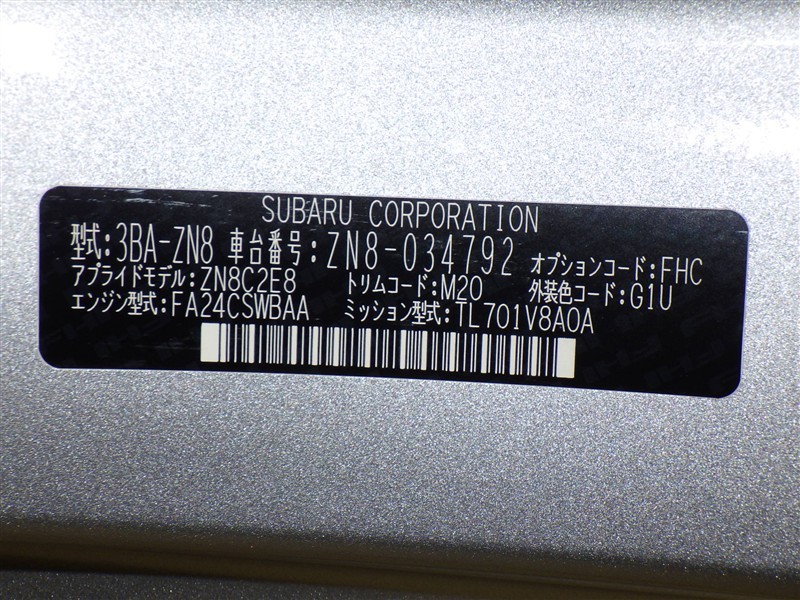 SUBARU CORPORATION
型式:3BA-ZN8 車台番号:ZN8-034792 オプションコード:FHC
アプライドモデル:ZN8C2E8 トリムコード:M20 外装色コード:G1U
エンジン型式:FA24CSWBAA ミッション型式:TL701V8A0A